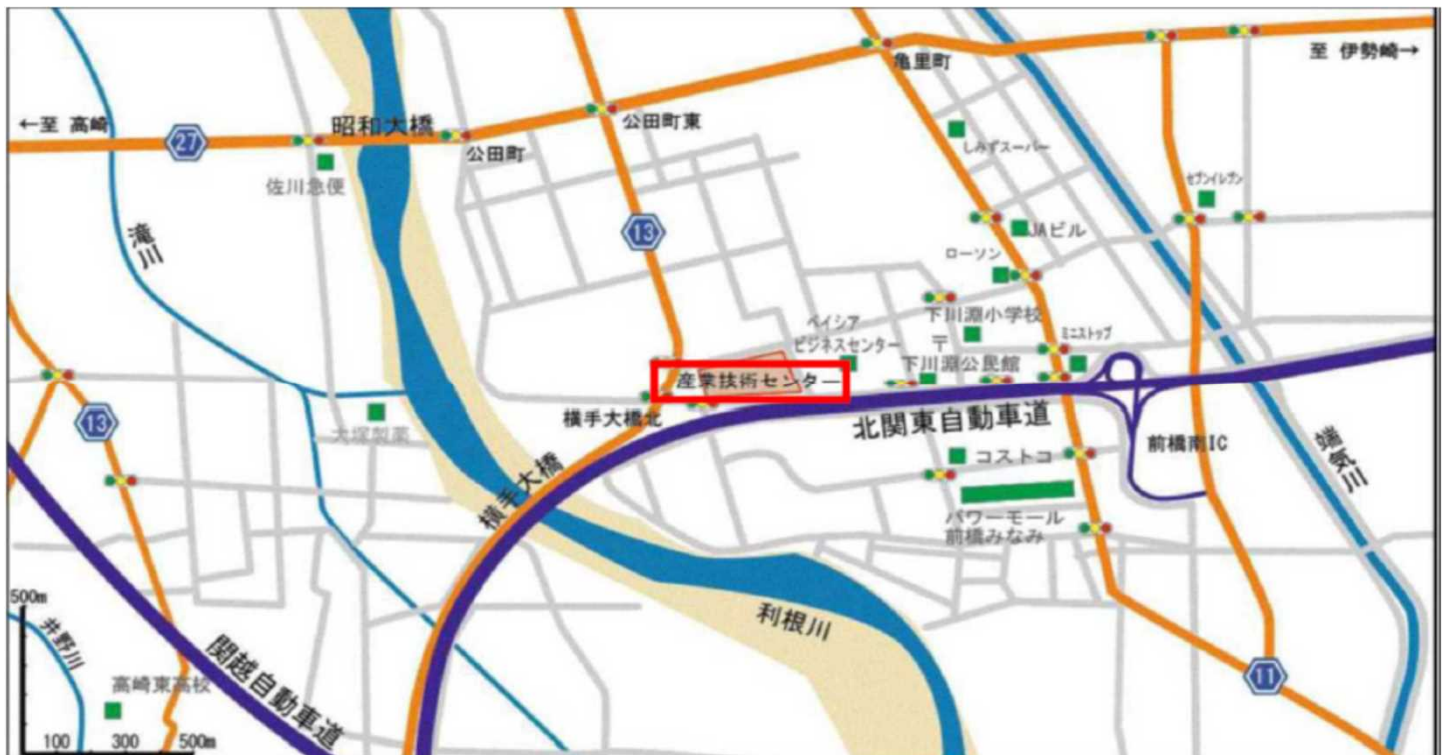 至 伊勢崎→
亀里町
←至 高崎
27
昭和大橋
公田町
公田町東
佐川急便
しみずスーパー
セブンイレブン
滝川
13
JAビル
ローソン
下川淵小学校
ベイシア
ビジネスセンター
〒
ミニストップ
下川淵公民館
産業技術センター
横手大橋北
北関東自動車道
前橋南IC
端気川
13
大塚製薬
コストコ
横手大橋
パワーモール
前橋みなみ
500m
井野川
利根川
関越自動車道
高崎東高校
11
100 300 500m